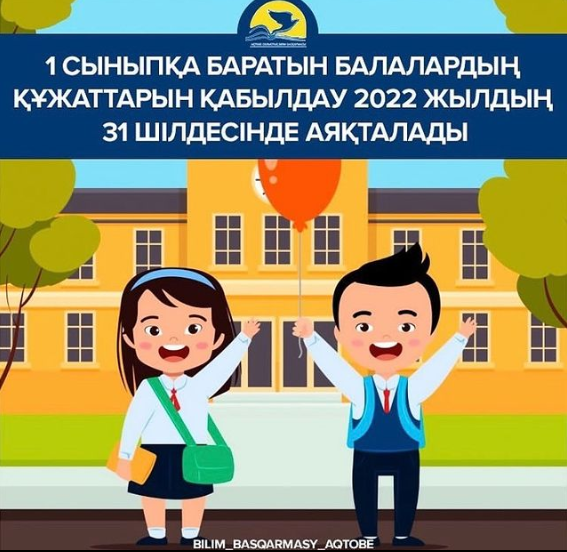 1 СЫНЫПҚА БАРАТЫН БАЛАЛАРДЫҢ
ҚҰЖАТТАРЫН ҚАБЫЛДАУ 2022 ЖЫЛДЫҢ
31 ШІЛДЕСІНДЕ АЯҚТАЛАДЫ
BILIM_BASQARMASY_AQTOBE